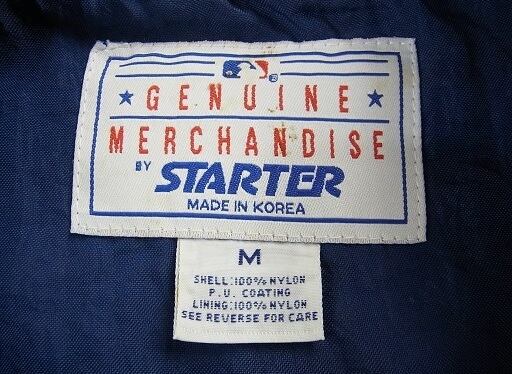 GENUINE
MERCHANDISE
BY STARTER
MADE IN KOREA
M
SHELL:100% NYLON
P.U. COATING
LINING:100% NYLON
SEE REVERSE FOR CARE